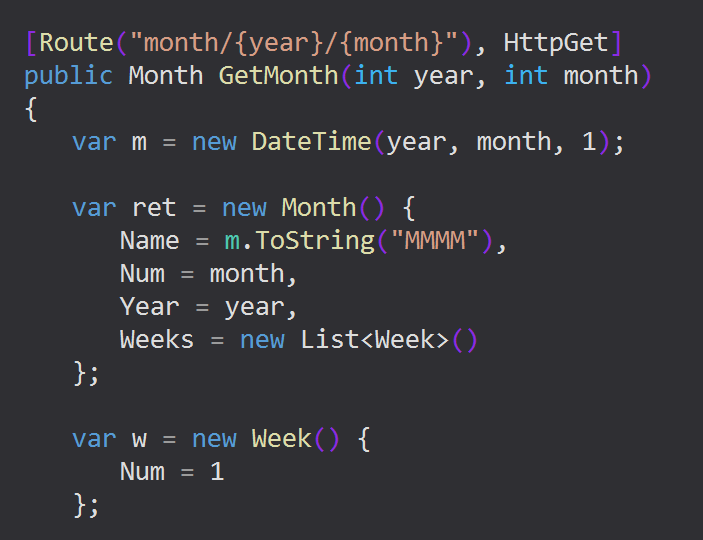 [Route("month/{year}/{month}"), HttpGet]
public Month GetMonth(int year, int month)
{
    var m = new DateTime(year, month, 1);

    var ret = new Month() {
        Name = m.ToString("MMMM"),
        Num = month,
        Year = year,
        Weeks = new List<Week>()
    };

    var w = new Week() {
        Num = 1
    };